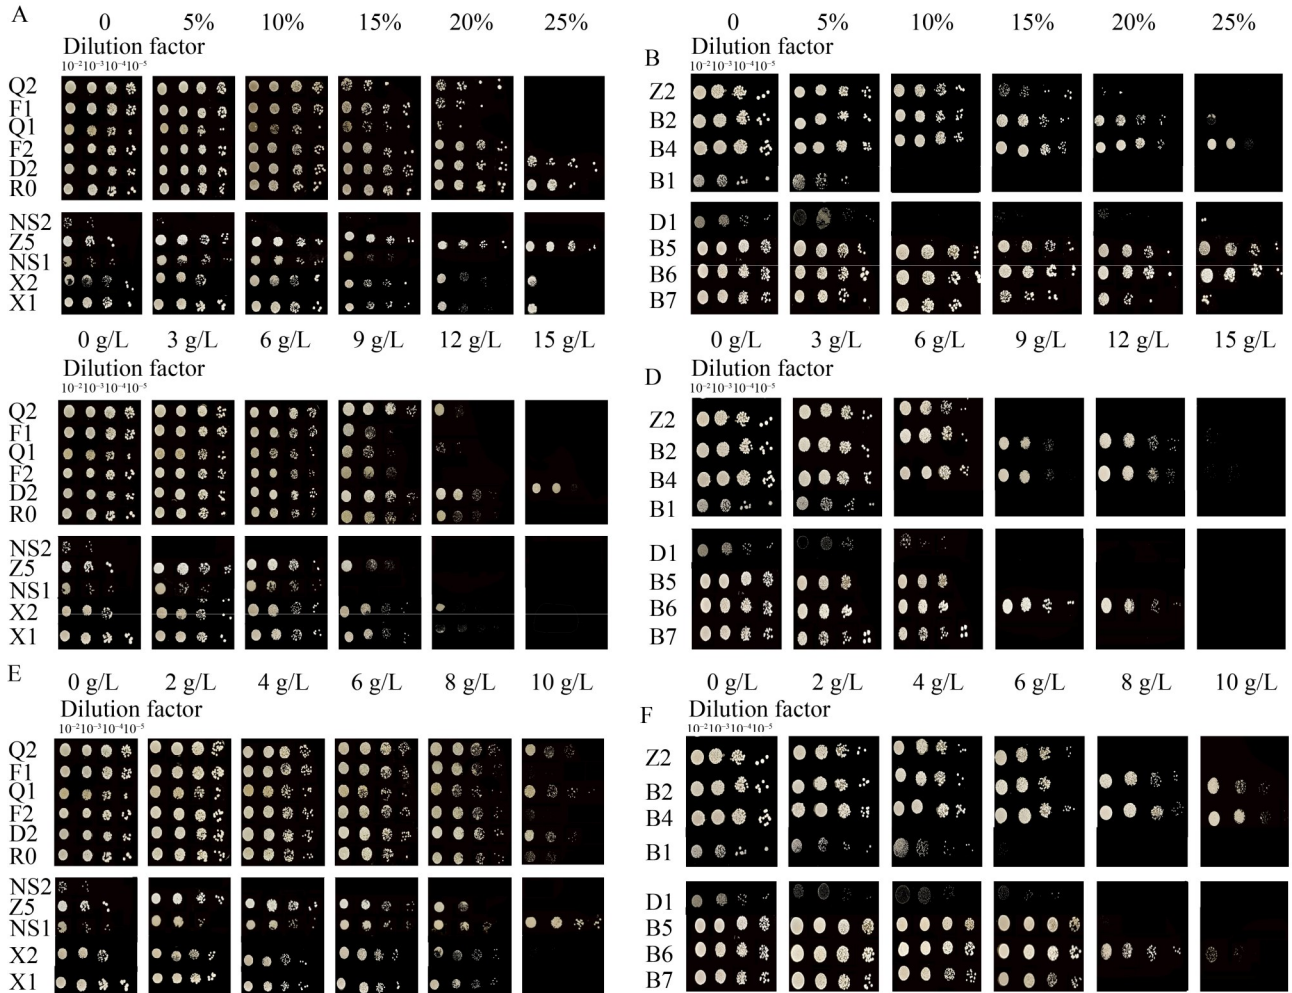 A
0 5% 10% 15% 20% 25%
Dilution factor
10⁻² 10⁻³ 10⁻⁴ 10⁻⁵
Q2
F1
Q1
F2
D2
R0
NS2
Z5
NS1
X2
X1
B
0 5% 10% 15% 20% 25%
Dilution factor
10⁻² 10⁻³ 10⁻⁴ 10⁻⁵
Z2
B2
B4
B1
D1
B5
B6
B7
0 g/L 3 g/L 6 g/L 9 g/L 12 g/L 15 g/L
Dilution factor
10⁻² 10⁻³ 10⁻⁴ 10⁻⁵
Q2
F1
Q1
F2
D2
R0
NS2
Z5
NS1
X2
X1
0 g/L 3 g/L 6 g/L 9 g/L 12 g/L 15 g/L
D
Dilution factor
10⁻² 10⁻³ 10⁻⁴ 10⁻⁵
Z2
B2
B4
B1
D1
B5
B6
B7
E
0 g/L 2 g/L 4 g/L 6 g/L 8 g/L 10 g/L
Dilution factor
10⁻² 10⁻³ 10⁻⁴ 10⁻⁵
Q2
F1
Q1
F2
D2
R0
NS2
Z5
NS1
X2
X1
0 g/L 2 g/L 4 g/L 6 g/L 8 g/L 10 g/L
F
Dilution factor
10⁻² 10⁻³ 10⁻⁴ 10⁻⁵
Z2
B2
B4
B1
D1
B5
B6
B7